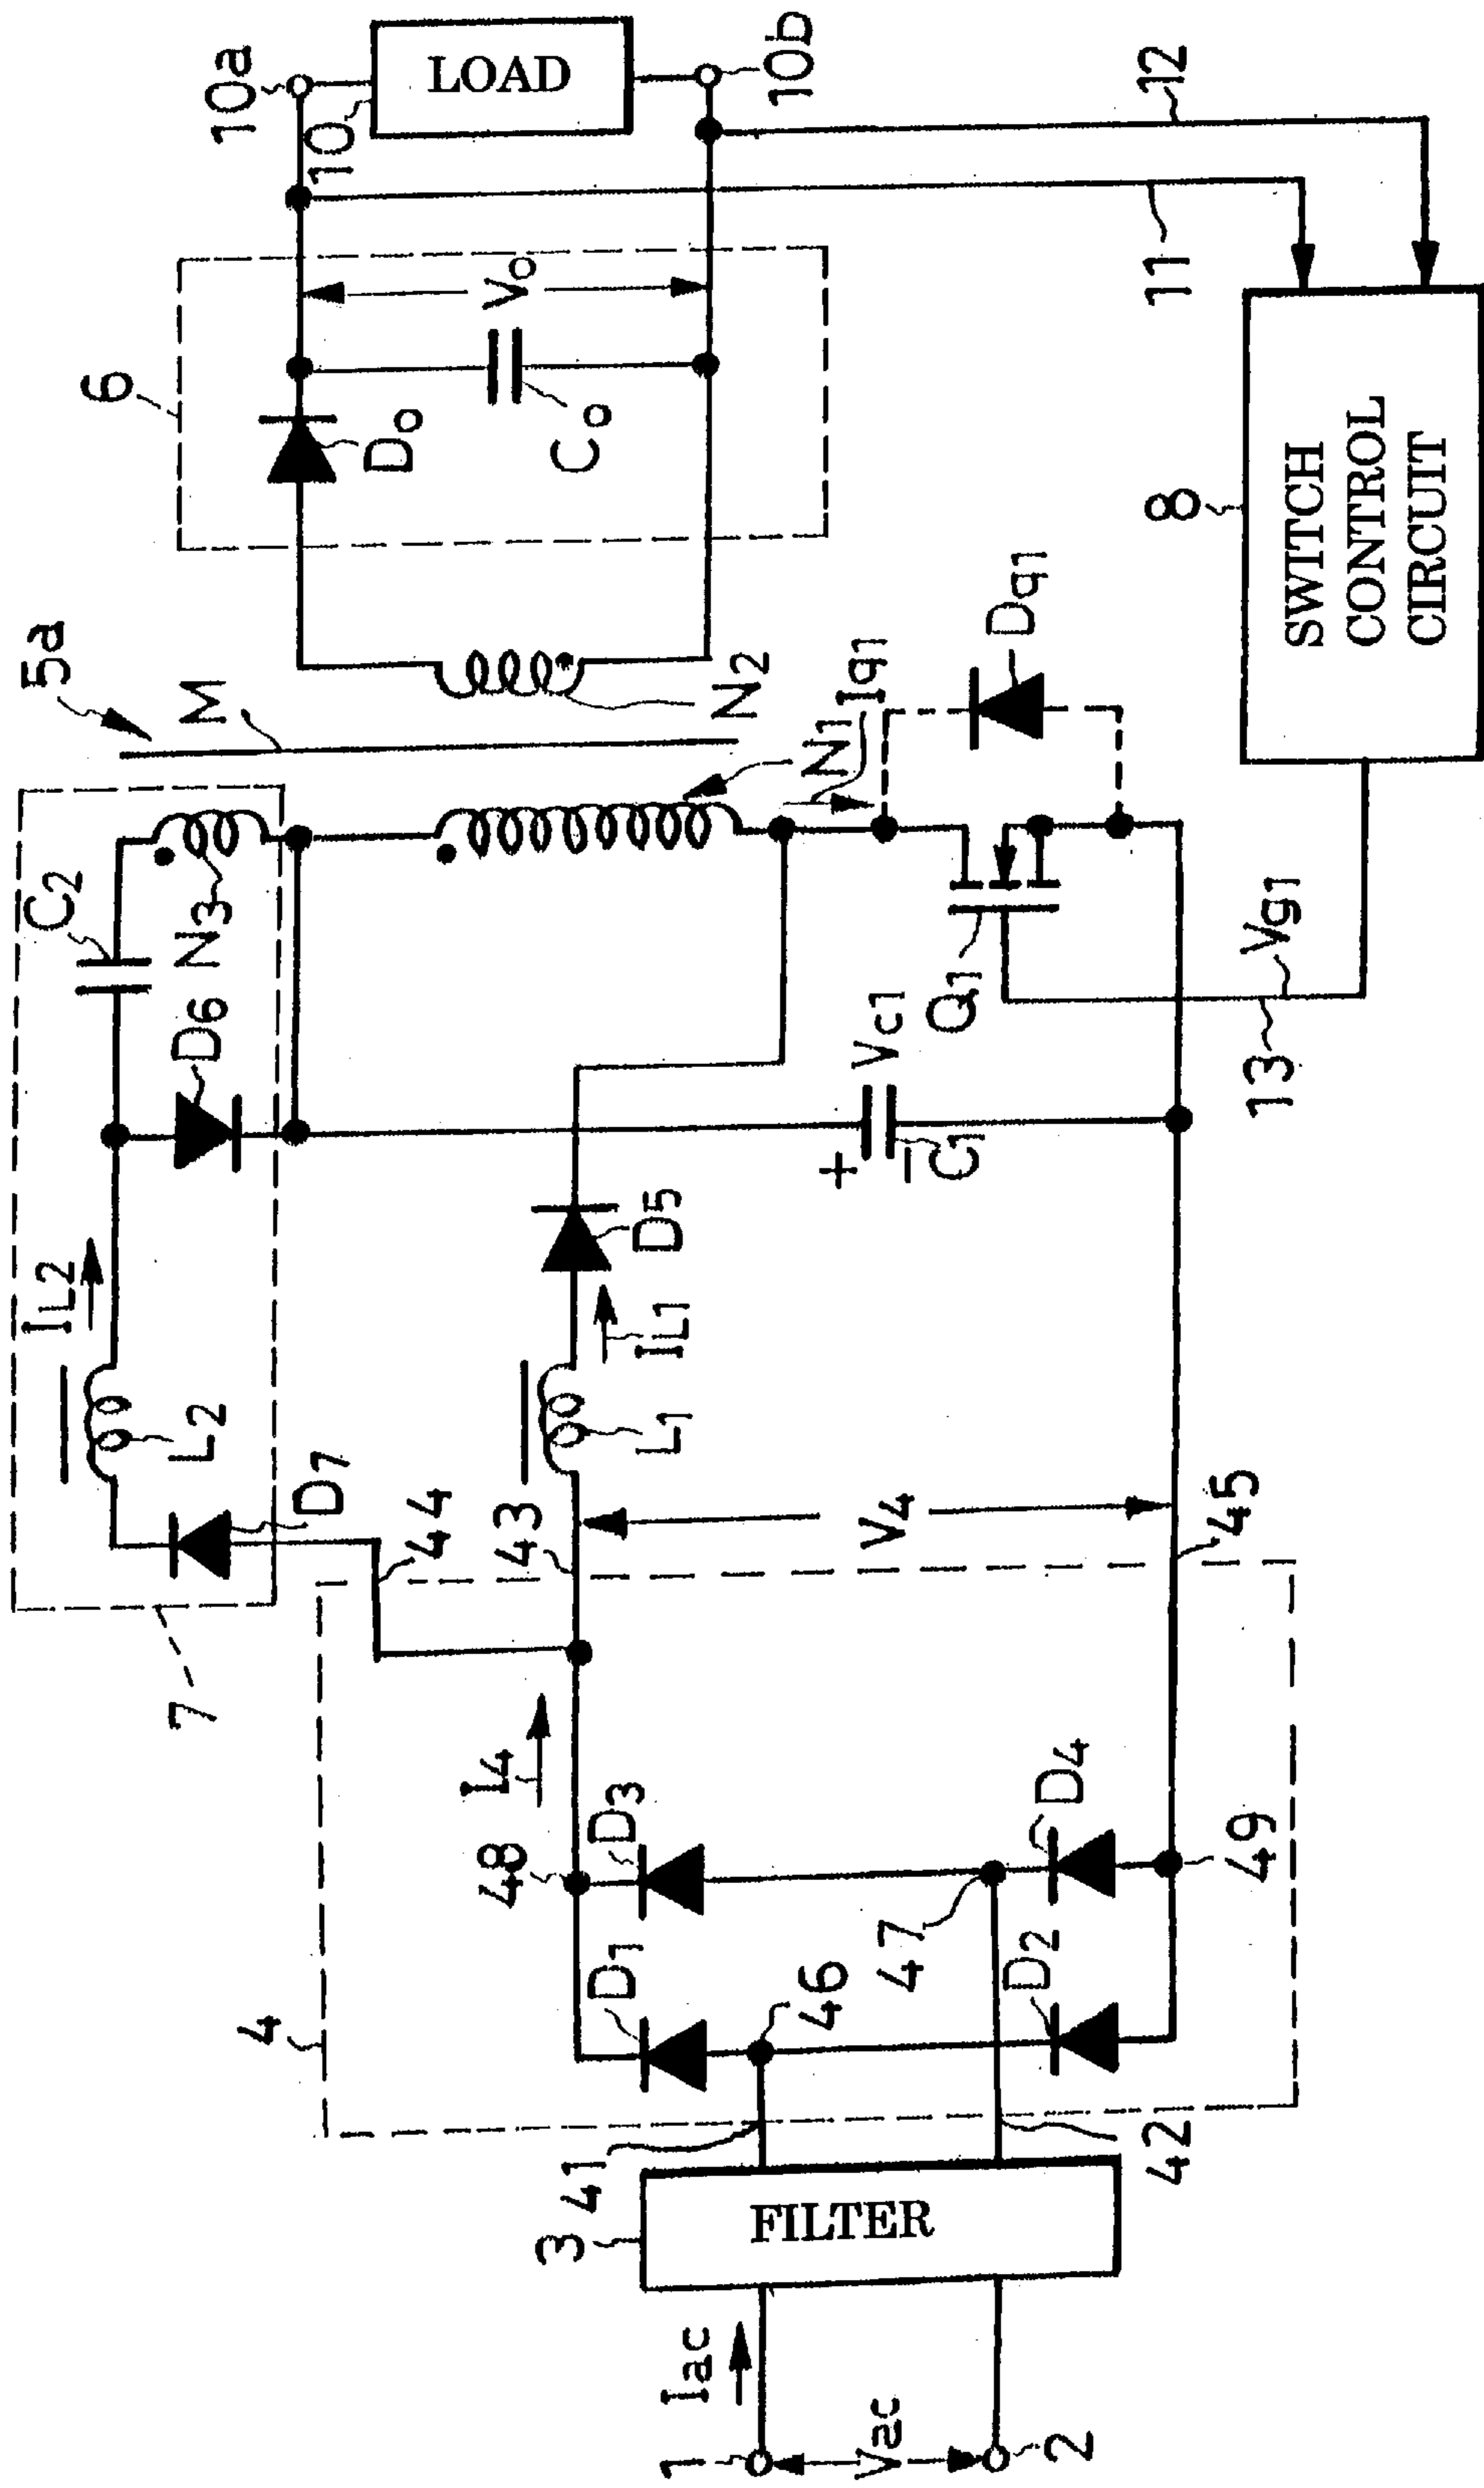 1
2
Vac
Iac
3
FILTER
41
42
4
D1
46
D2
48
D3
47
D4
49
I4
7
44
43
V4
45
D7
L2
IL2
L1
IL1
D5
D6
C2
N3
C1
+
−
Vc1
Q1
13
Vg1
5a
M
N1
N2
Iq1
Dq1
8
SWITCH
CONTROL
CIRCUIT
6
Do
Co
Vo
11
12
10a
10
LOAD
10b